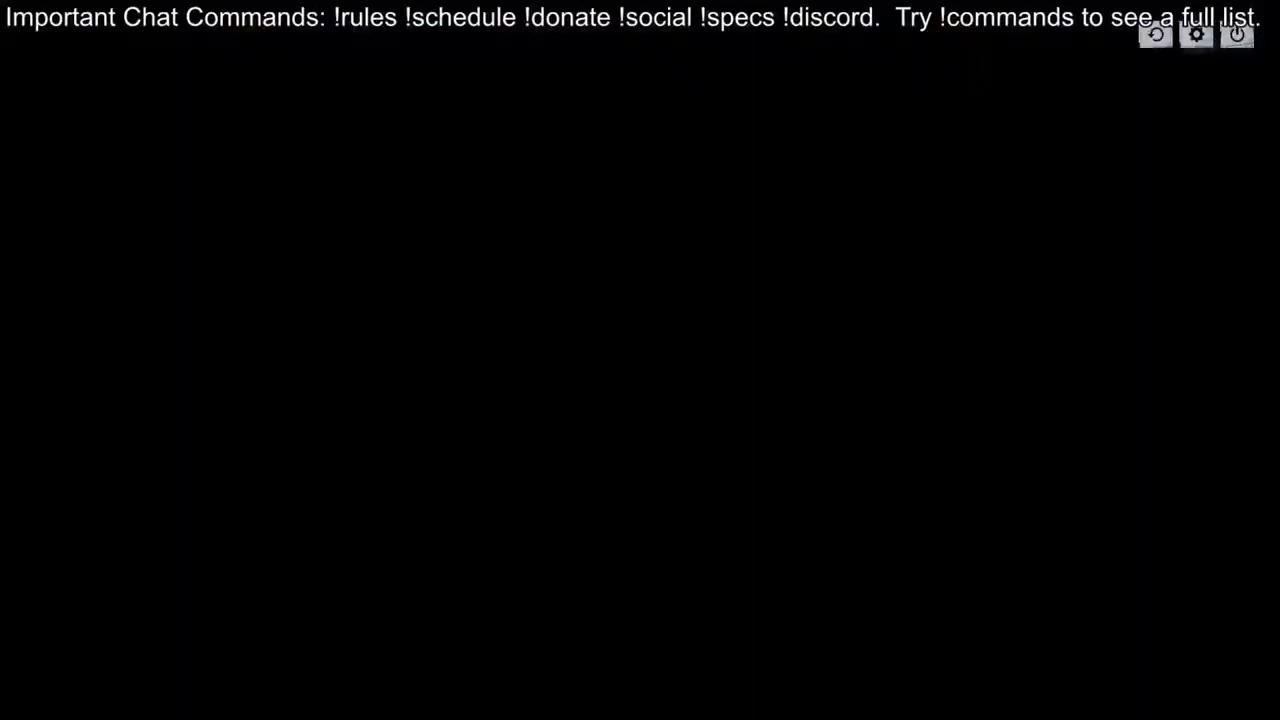 Important Chat Commands: !rules !schedule !donate !social !specs !discord.  Try !commands to see a full list.